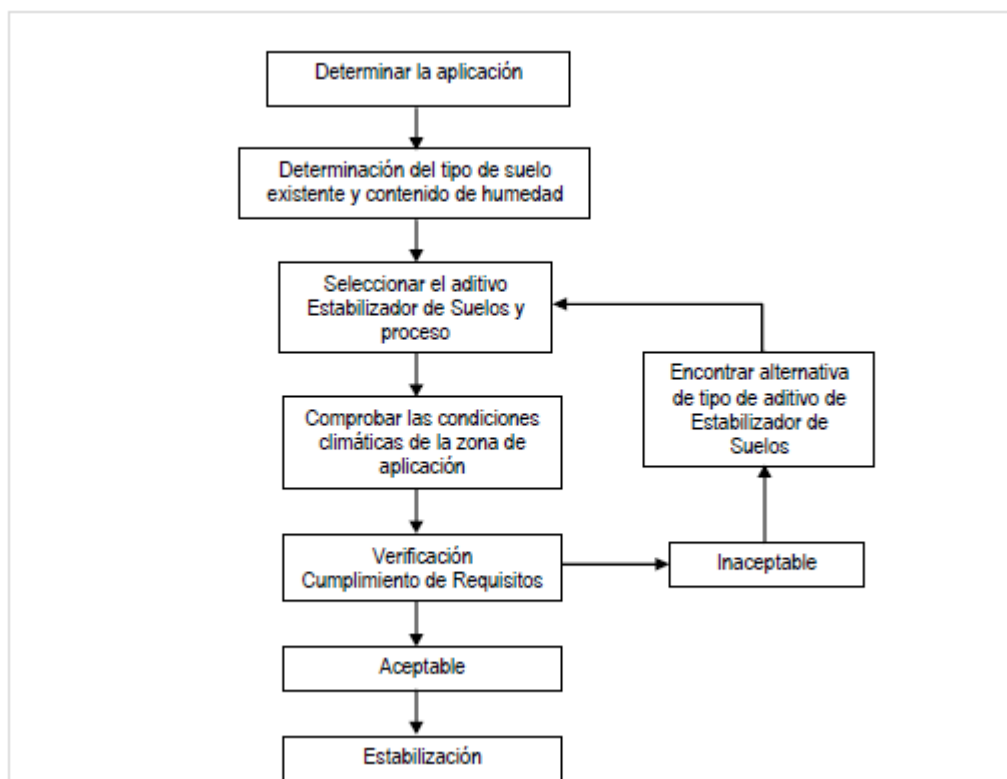 Determinar la aplicación
Determinación del tipo de suelo
existente y contenido de humedad
Seleccionar el aditivo
Estabilizador de Suelos y
proceso
Encontrar alternativa
de tipo de aditivo de
Estabilizador de
Suelos
Comprobar las condiciones
climáticas de la zona de
aplicación
Verificación
Cumplimiento de Requisitos
Inaceptable
Aceptable
Estabilización